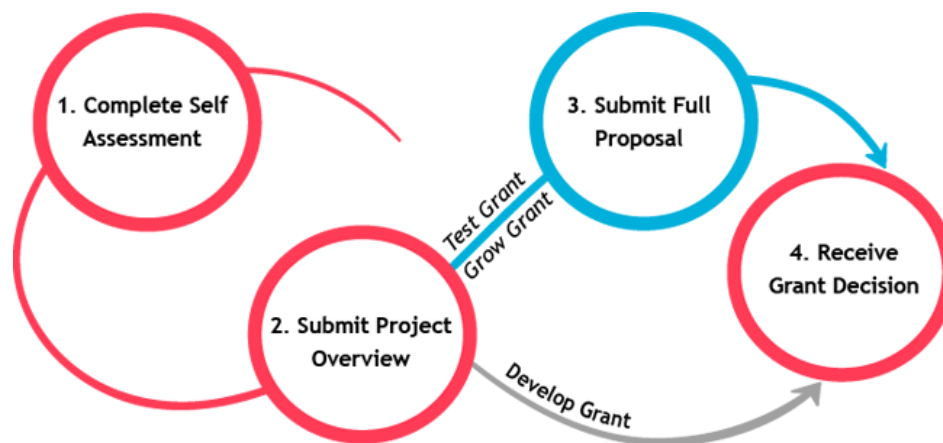 1. Complete Self
Assessment
2. Submit Project
Overview
Test Grant
Grow Grant
3. Submit Full
Proposal
Develop Grant
4. Receive
Grant Decision